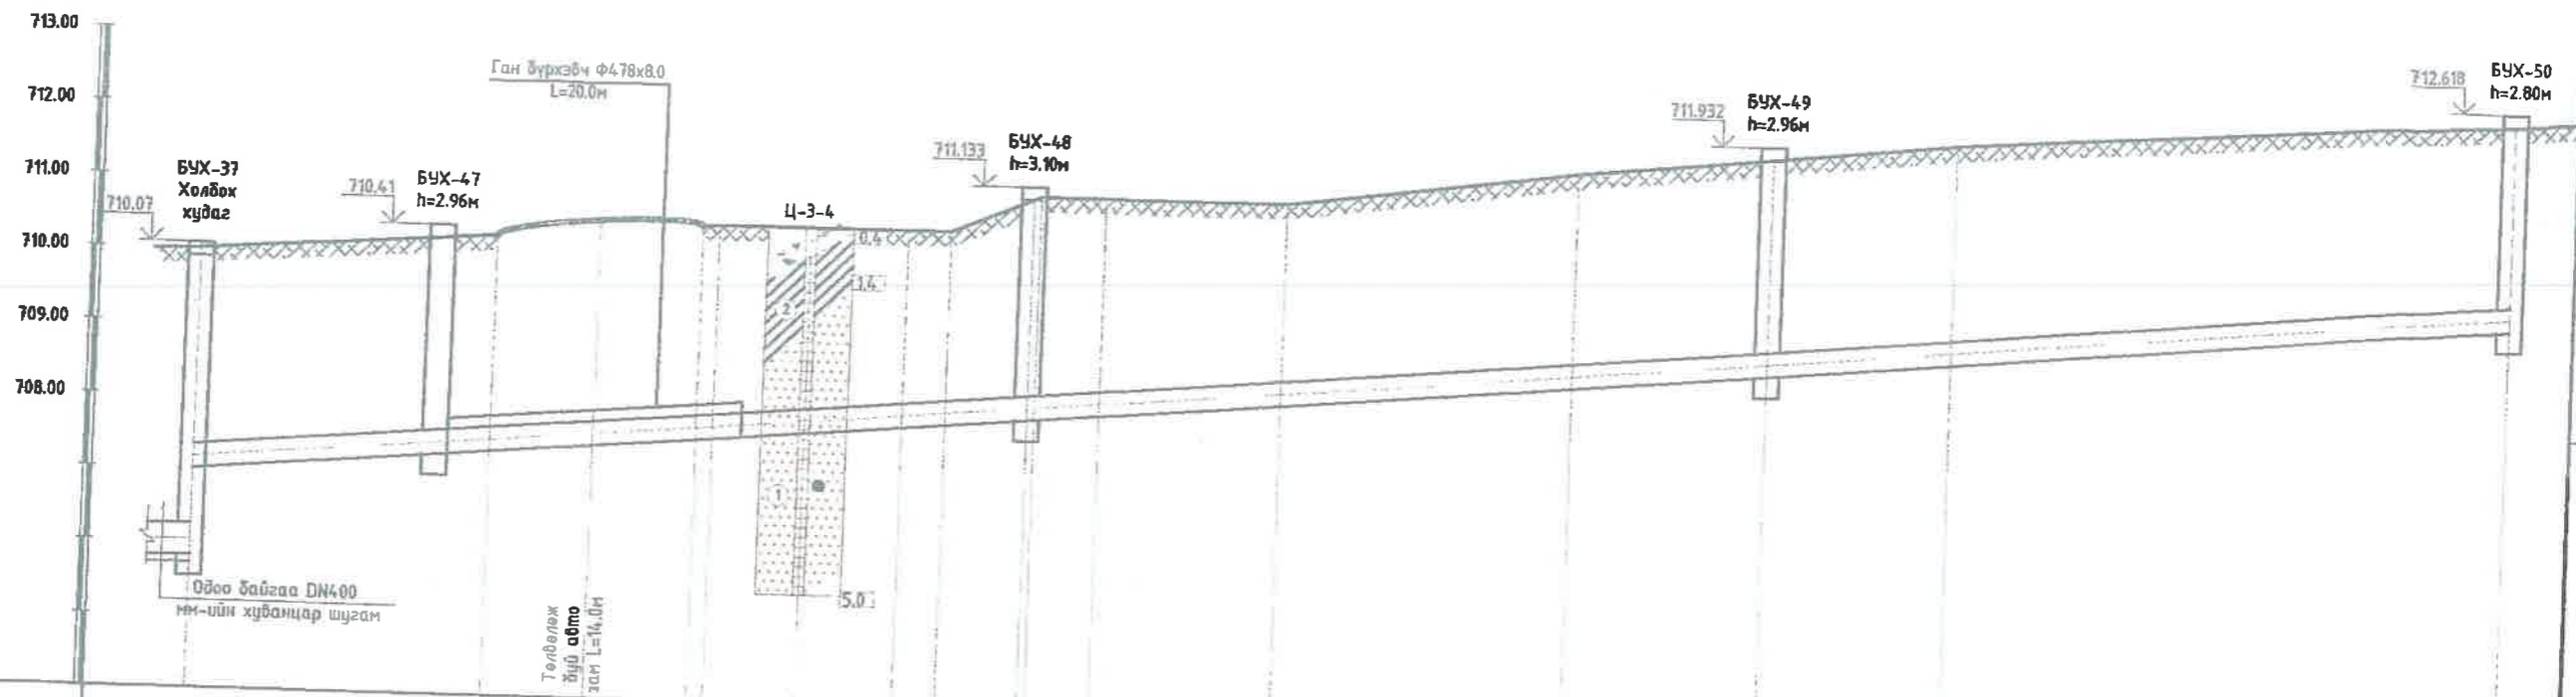 713.00
712.00
711.00
710.00
709.00
708.00
710.07
БУХ-37
Холбох
худаг
710.41
БУХ-47
h=2.96м
Ган бүрхэвч Ф478x8.0
L=20.0м
Ц-3-4
0.4
1.4
2
1
5.0
711.133
БУХ-48
h=3.10м
711.932
БУХ-49
h=2.96м
712.618
БУХ-50
h=2.80м
Одоо байгаа DN400
мм-ийн хуванцар шугам
Төлөвлөж
буй авто
зам L=14.0м